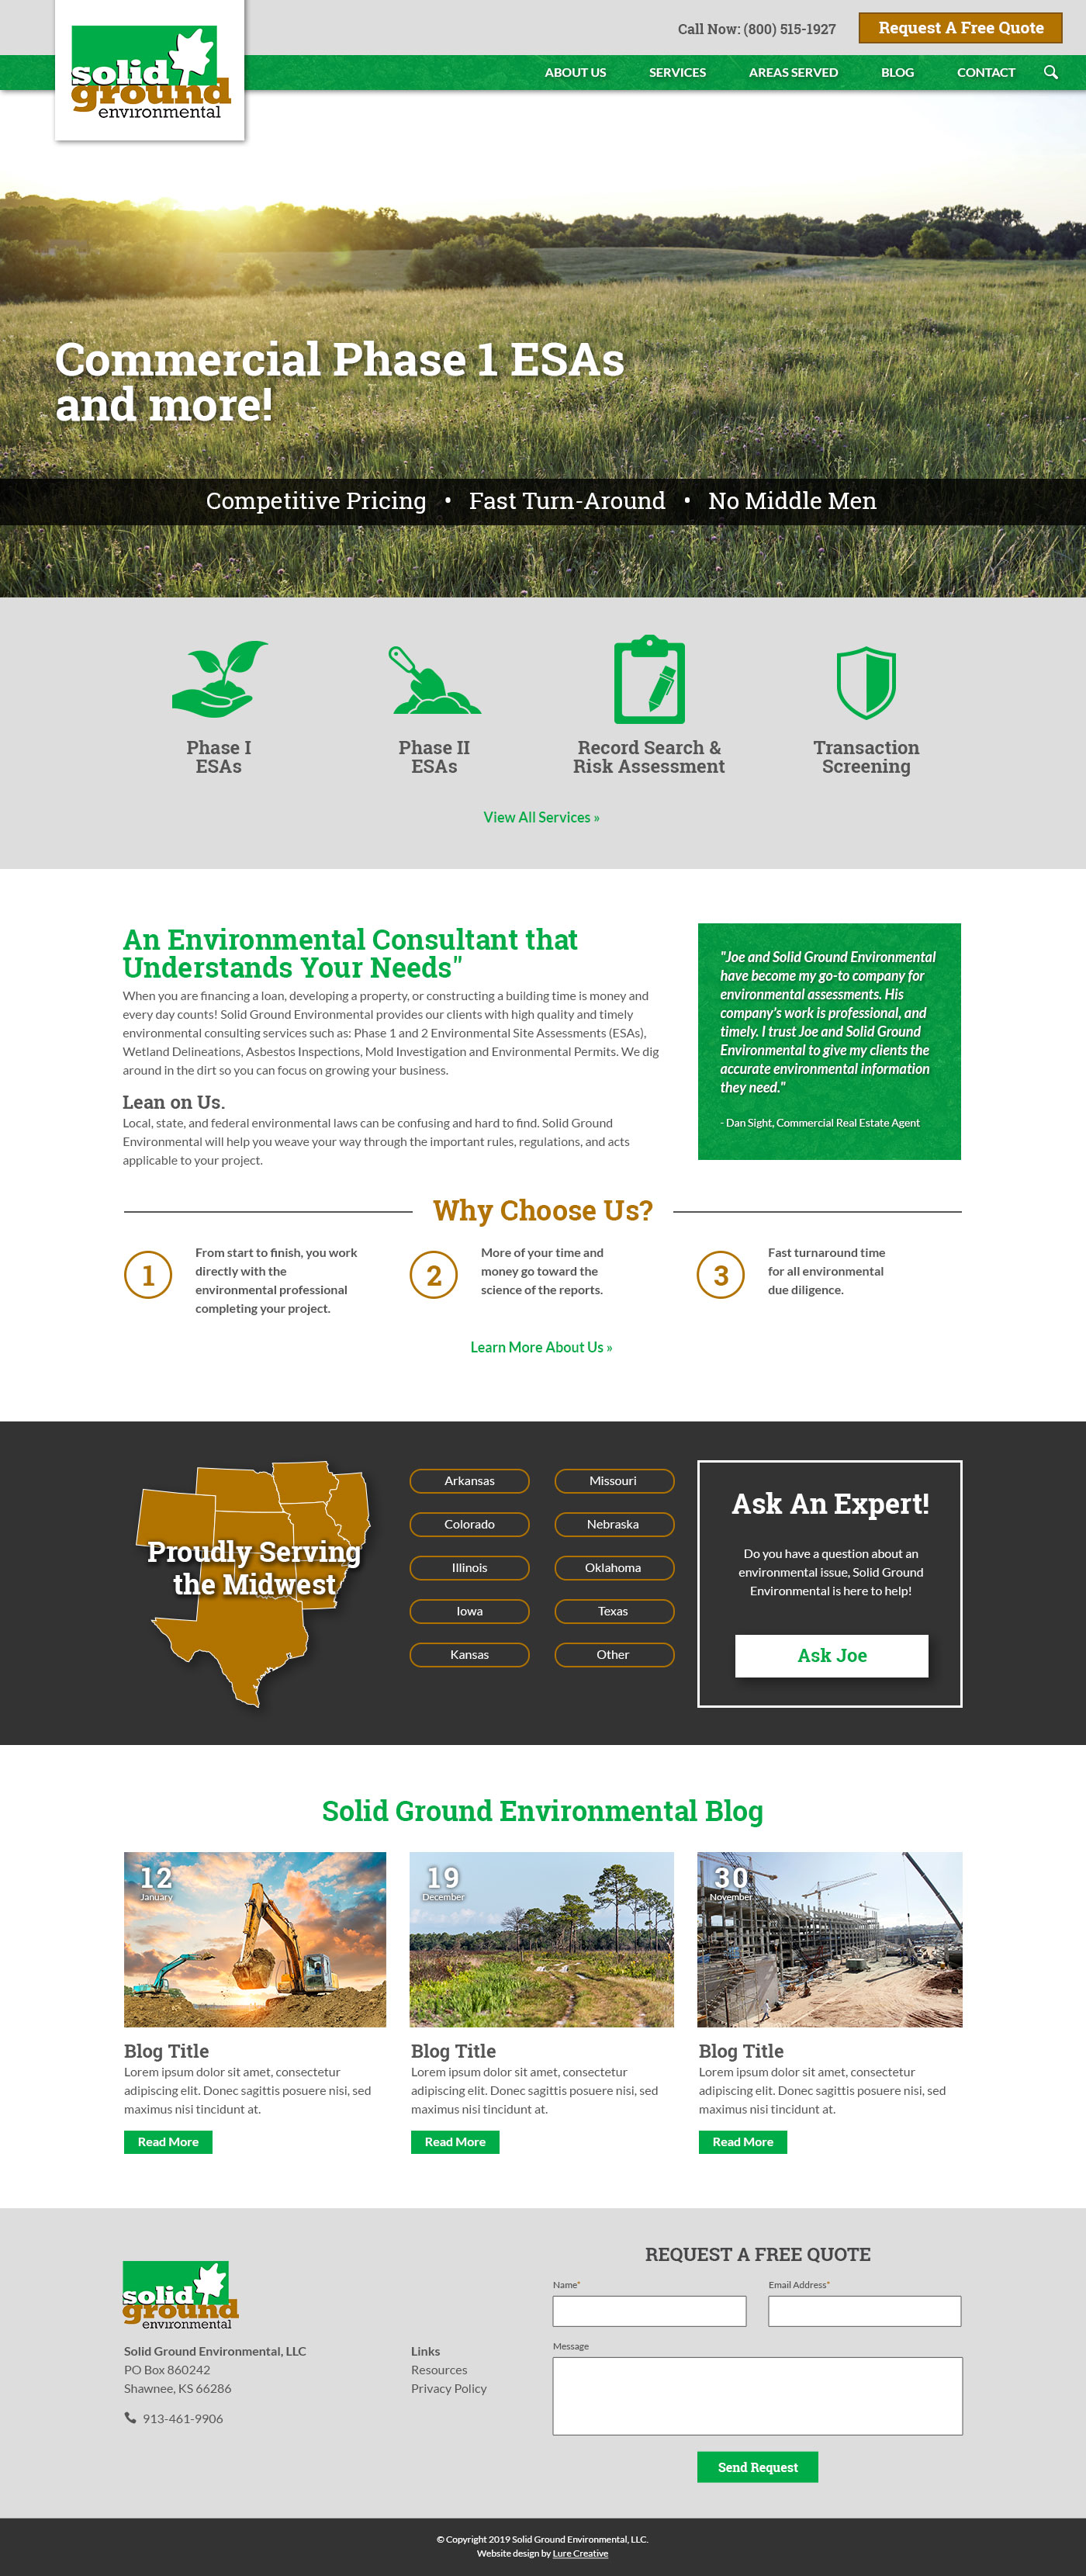 Call Now: (800) 515-1927
Request A Free Quote
solid
ground
environmental
ABOUT US
SERVICES
AREAS SERVED
BLOG
CONTACT
Commercial Phase 1 ESAs
and more!
Competitive Pricing • Fast Turn-Around • No Middle Men
Phase I
ESAs
Phase II
ESAs
Record Search &
Risk Assessment
Transaction
Screening
View All Services »
An Environmental Consultant that
Understands Your Needs"
When you are financing a loan, developing a property, or constructing a building time is money and
every day counts! Solid Ground Environmental provides our clients with high quality and timely
environmental consulting services such as: Phase 1 and 2 Environmental Site Assessments (ESAs),
Wetland Delineations, Asbestos Inspections, Mold Investigation and Environmental Permits. We dig
around in the dirt so you can focus on growing your business.
Lean on Us.
Local, state, and federal environmental laws can be confusing and hard to find. Solid Ground
Environmental will help you weave your way through the important rules, regulations, and acts
applicable to your project.
"Joe and Solid Ground Environmental
have become my go-to company for
environmental assessments. His
company's work is professional, and
timely. I trust Joe and Solid Ground
Environmental to give my clients the
accurate environmental information
they need."
- Dan Sight, Commercial Real Estate Agent
Why Choose Us?
1
From start to finish, you work
directly with the
environmental professional
completing your project.
2
More of your time and
money go toward the
science of the reports.
3
Fast turnaround time
for all environmental
due diligence.
Learn More About Us »
Proudly Serving
the Midwest
Arkansas
Missouri
Colorado
Nebraska
Illinois
Oklahoma
Iowa
Texas
Kansas
Other
Ask An Expert!
Do you have a question about an
environmental issue, Solid Ground
Environmental is here to help!
Ask Joe
Solid Ground Environmental Blog
12
January
Blog Title
Lorem ipsum dolor sit amet, consectetur
adipiscing elit. Donec sagittis posuere nisi, sed
maximus nisi tincidunt at.
Read More
19
December
Blog Title
Lorem ipsum dolor sit amet, consectetur
adipiscing elit. Donec sagittis posuere nisi, sed
maximus nisi tincidunt at.
Read More
30
November
Blog Title
Lorem ipsum dolor sit amet, consectetur
adipiscing elit. Donec sagittis posuere nisi, sed
maximus nisi tincidunt at.
Read More
solid
ground
environmental
Solid Ground Environmental, LLC
PO Box 860242
Shawnee, KS 66286
913-461-9906
Links
Resources
Privacy Policy
REQUEST A FREE QUOTE
Name*
Email Address*
Message
Send Request
© Copyright 2019 Solid Ground Environmental, LLC.
Website design by Lure Creative